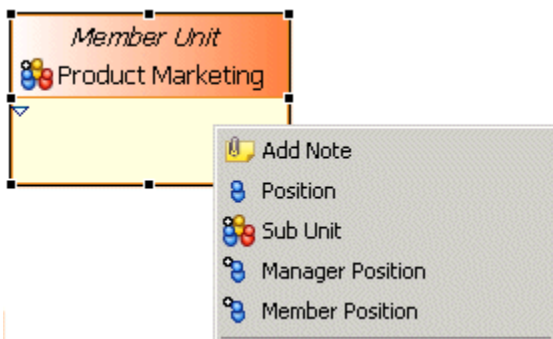 Member Unit
Product Marketing
Add Note
Position
Sub Unit
Manager Position
Member Position